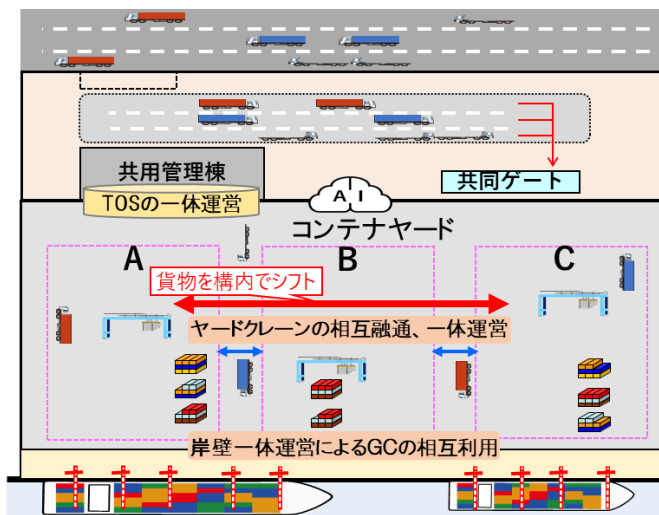 共用管理棟
TOSの一体運営
共同ゲート
AI
コンテナヤード
A
B
C
貨物を構内でシフト
ヤードクレーンの相互融通、一体運営
岸壁一体運営によるGCの相互利用